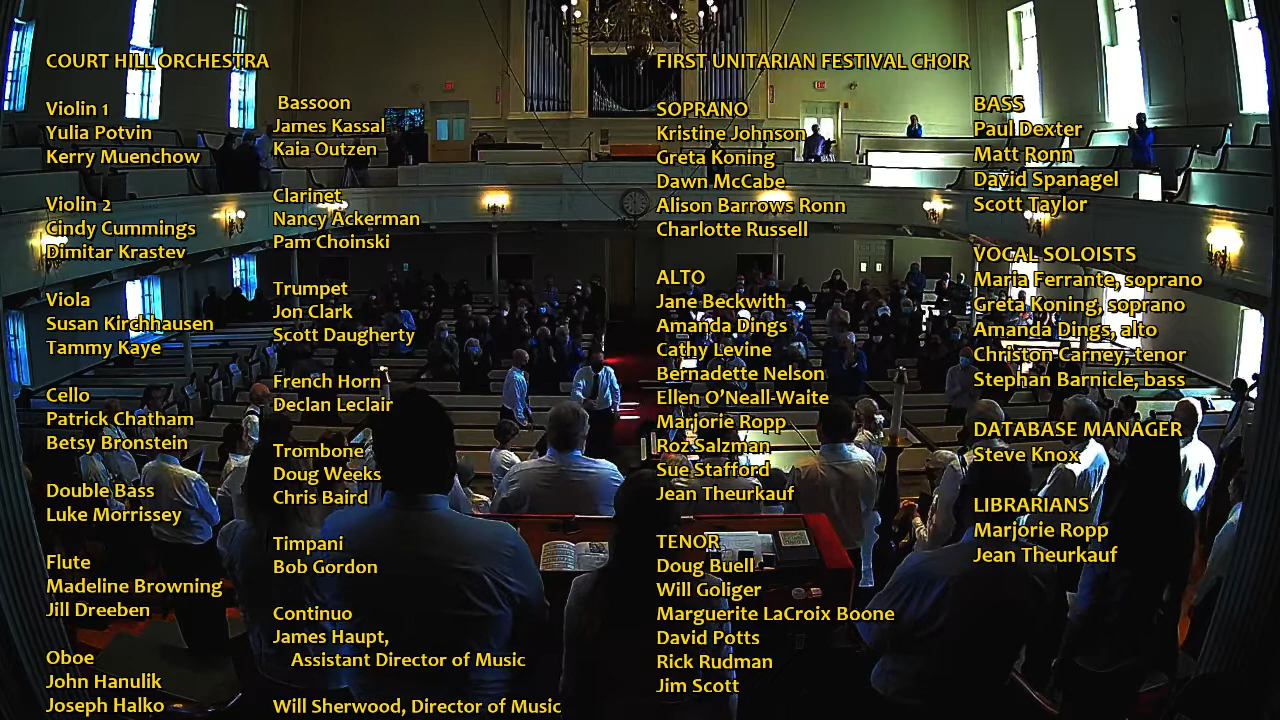 COURT HILL ORCHESTRA
Violin 1
Yulia Potvin
Kerry Muenchow
Violin 2
Cindy Cummings
Dimitar Krastev
Viola
Susan Kirchhausen
Tammy Kaye
Cello
Patrick Chatham
Betsy Bronstein
Double Bass
Luke Morrissey
Flute
Madeline Browning
Jill Dreeben
Oboe
John Hanulik
Joseph Halko
Bassoon
James Kassal
Kaia Outzen
Clarinet
Nancy Ackerman
Pam Choinski
Trumpet
Jon Clark
Scott Daugherty
French Horn
Declan Leclair
Trombone
Doug Weeks
Chris Baird
Timpani
Bob Gordon
Continuo
James Haupt,
Assistant Director of Music
Will Sherwood, Director of Music
FIRST UNITARIAN FESTIVAL CHOIR
SOPRANO
Kristine Johnson
Greta Koning
Dawn McCabe
Alison Barrows Ronn
Charlotte Russell
ALTO
Jane Beckwith
Amanda Dings
Cathy Levine
Bernadette Nelson
Ellen O’Neall-Waite
Marjorie Ropp
Roz Salzman
Sue Stafford
Jean Theurkauf
TENOR
Doug Buell
Will Goliger
Marguerite LaCroix Boone
David Potts
Rick Rudman
Jim Scott
BASS
Paul Dexter
Matt Ronn
David Spanagel
Scott Taylor
VOCAL SOLOISTS
Maria Ferrante, soprano
Greta Koning, soprano
Amanda Dings, alto
Christon Carney, tenor
Stephan Barnicle, bass
DATABASE MANAGER
Steve Knox
LIBRARIANS
Marjorie Ropp
Jean Theurkauf